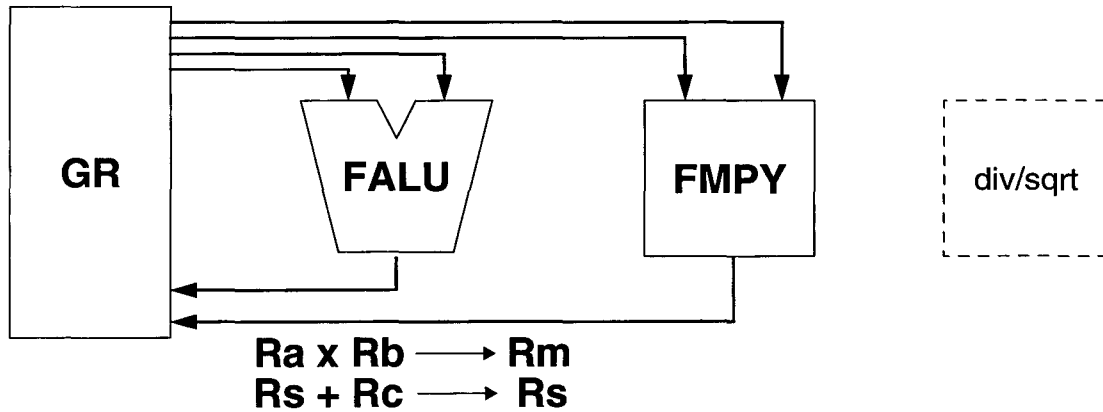 GR
FALU
FMPY
div/sqrt
Ra x Rb ⟶ Rm
Rs + Rc ⟶ Rs